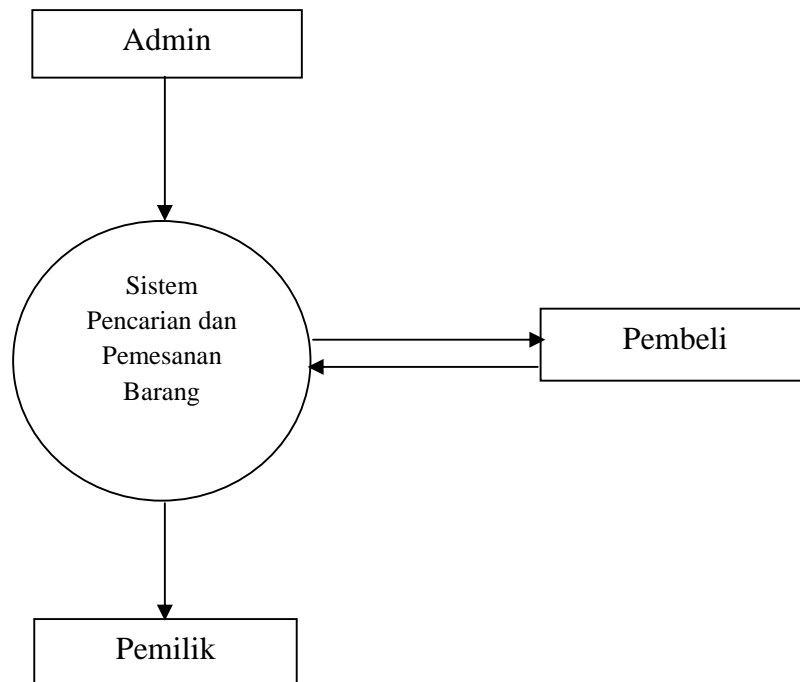 Admin
Sistem
Pencarian dan
Pemesanan
Barang
Pembeli
Pemilik